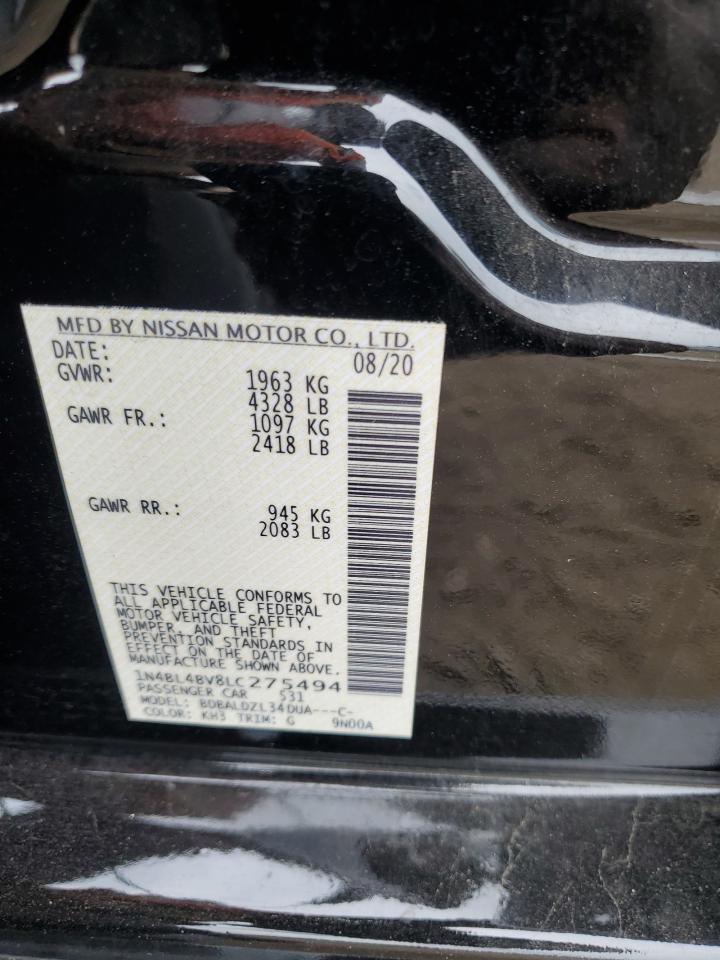 MFD BY NISSAN MOTOR CO., LTD.
DATE: 08/20
GVWR: 1963 KG
4328 LB
GAWR FR.: 1097 KG
2418 LB
GAWR RR.: 945 KG
2083 LB
THIS VEHICLE CONFORMS TO
ALL APPLICABLE FEDERAL
MOTOR VEHICLE SAFETY,
BUMPER, AND THEFT
PREVENTION STANDARDS IN
EFFECT ON THE DATE OF
MANUFACTURE SHOWN ABOVE.
1N4BL4BV8LC275494
PASSENGER CAR 531
MODEL: BDBALDZL34DUA---C-
COLOR: KH3 TRIM: G 9N00A